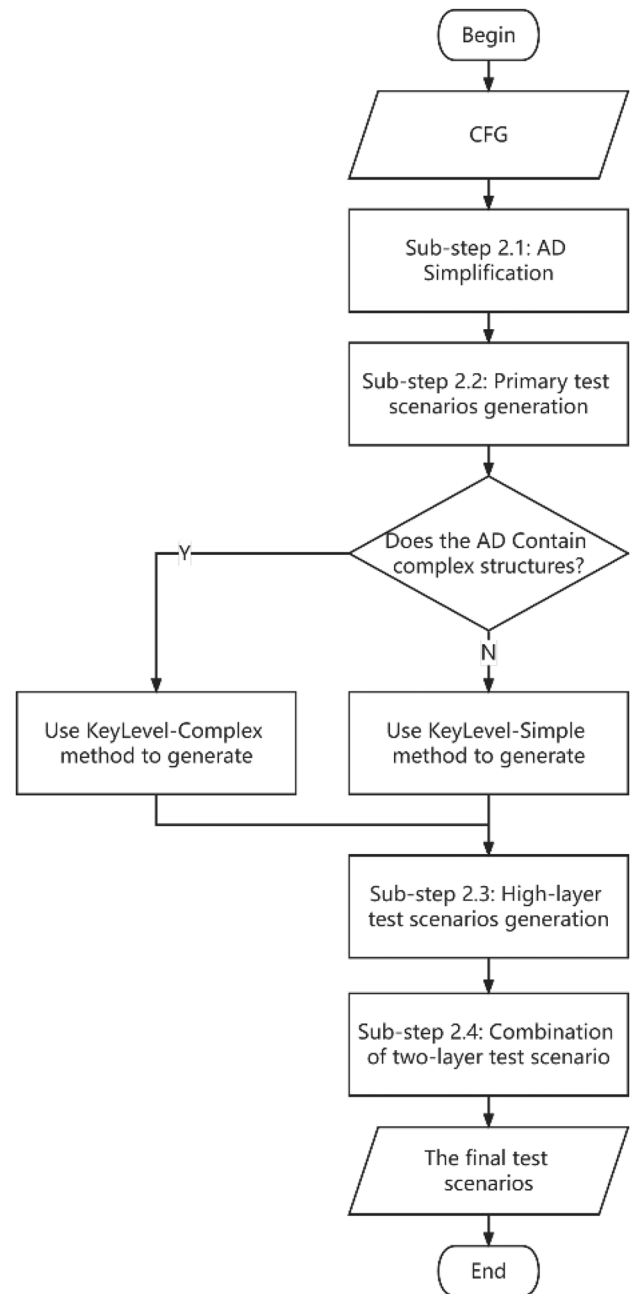 Begin
CFG
Sub-step 2.1: AD
Simplification
Sub-step 2.2: Primary test
scenarios generation
Does the AD Contain
complex structures?
Y
N
Use KeyLevel-Complex
method to generate
Use KeyLevel-Simple
method to generate
Sub-step 2.3: High-layer
test scenarios generation
Sub-step 2.4: Combination
of two-layer test scenario
The final test
scenarios
End